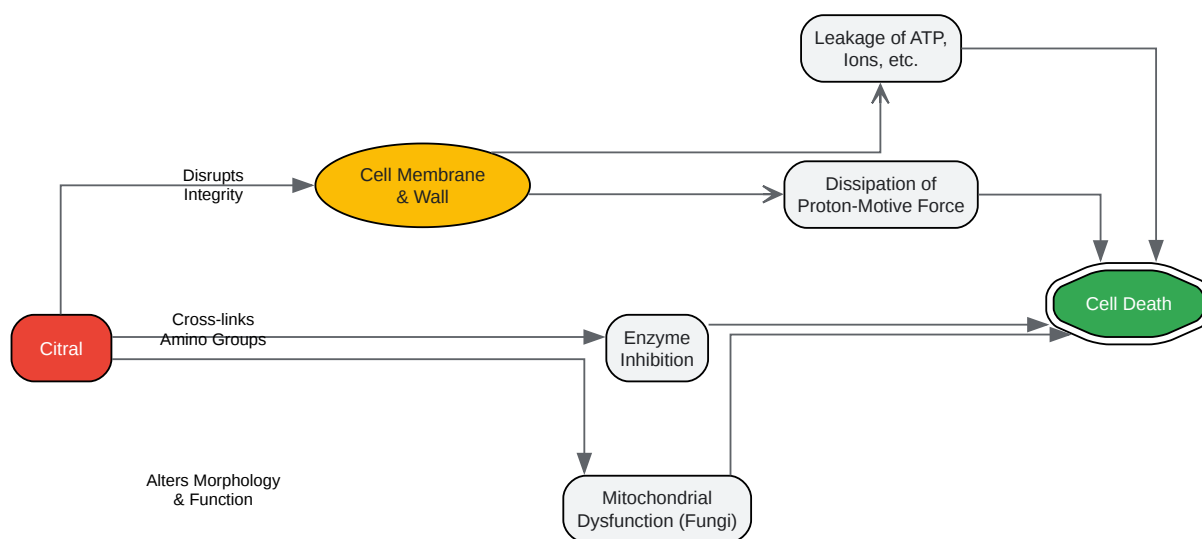 Leakage of ATP,
Ions, etc.
Disrupts
Integrity
Cell Membrane
& Wall
Dissipation of
Proton-Motive Force
Cell Death
Citral
Cross-links
Amino Groups
Enzyme
Inhibition
Alters Morphology
& Function
Mitochondrial
Dysfunction (Fungi)